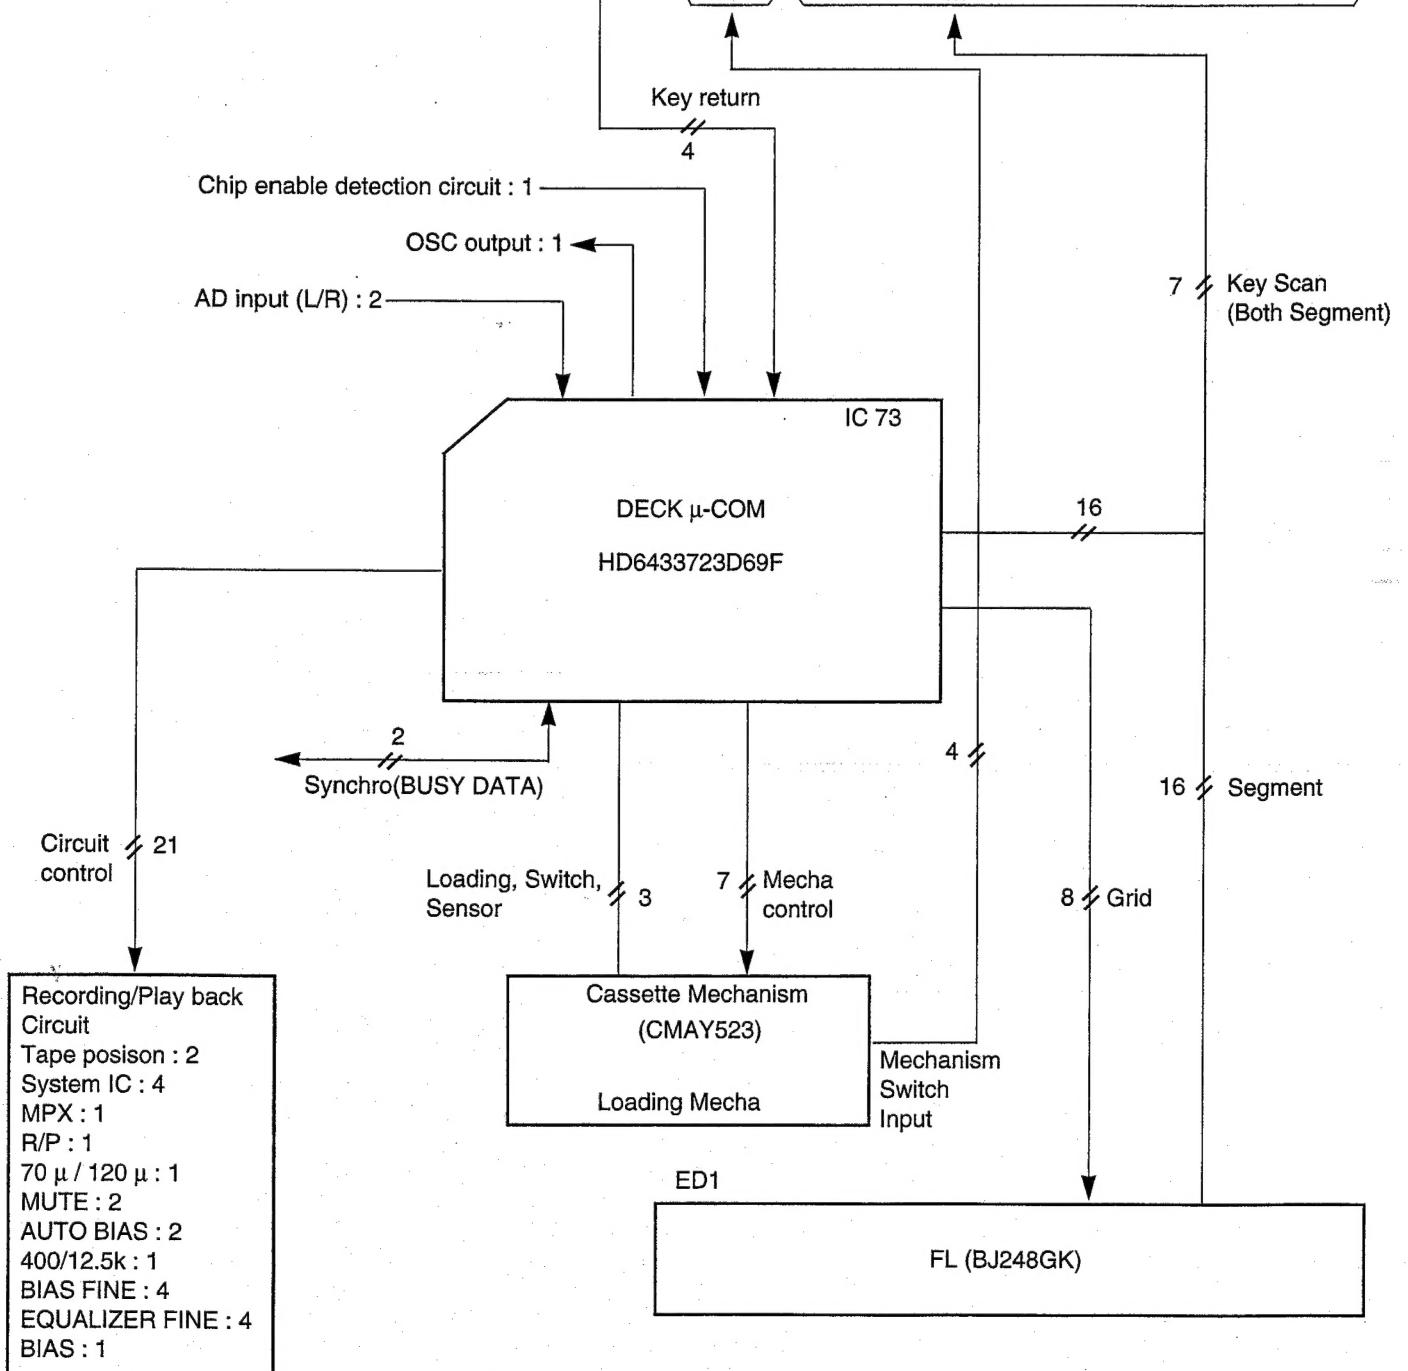 Key return
4
Chip enable detection circuit : 1
OSC output : 1
AD input (L/R) : 2
7 Key Scan
(Both Segment)
IC 73
DECK μ-COM
HD6433723D69F
16
2
Synchro(BUSY DATA)
4
16 Segment
Circuit
control
21
Loading, Switch,
Sensor
3
7 Mecha
control
8 Grid
Recording/Play back
Circuit
Tape posison : 2
System IC : 4
MPX : 1
R/P : 1
70 μ / 120 μ : 1
MUTE : 2
AUTO BIAS : 2
400/12.5k : 1
BIAS FINE : 4
EQUALIZER FINE : 4
BIAS : 1
Cassette Mechanism
(CMAY523)
Loading Mecha
Mechanism
Switch
Input
ED1
FL (BJ248GK)